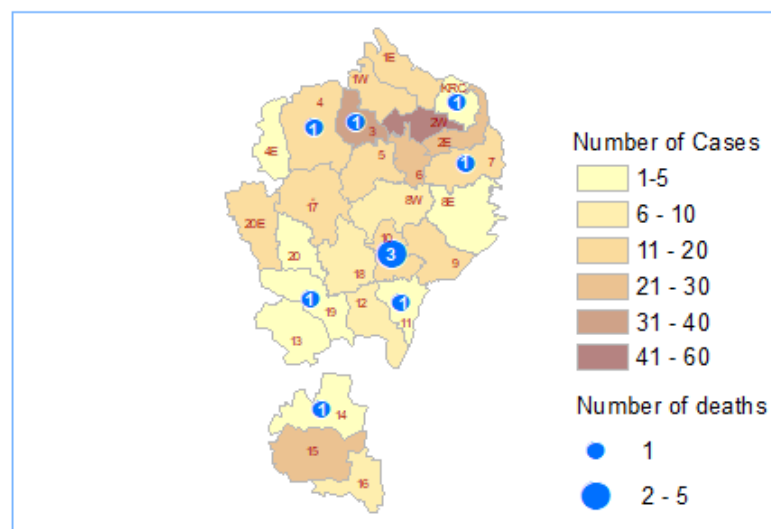 1E
1W
KRC
1
4
1
1
3
2W
2E
4E
5
6
1
7
17
8W
8E
20E
10
20
3
9
18
1
19
12
1
11
13
1
14
15
16
Number of Cases
1-5
6 - 10
11 - 20
21 - 30
31 - 40
41 - 60
Number of deaths
1
2 - 5